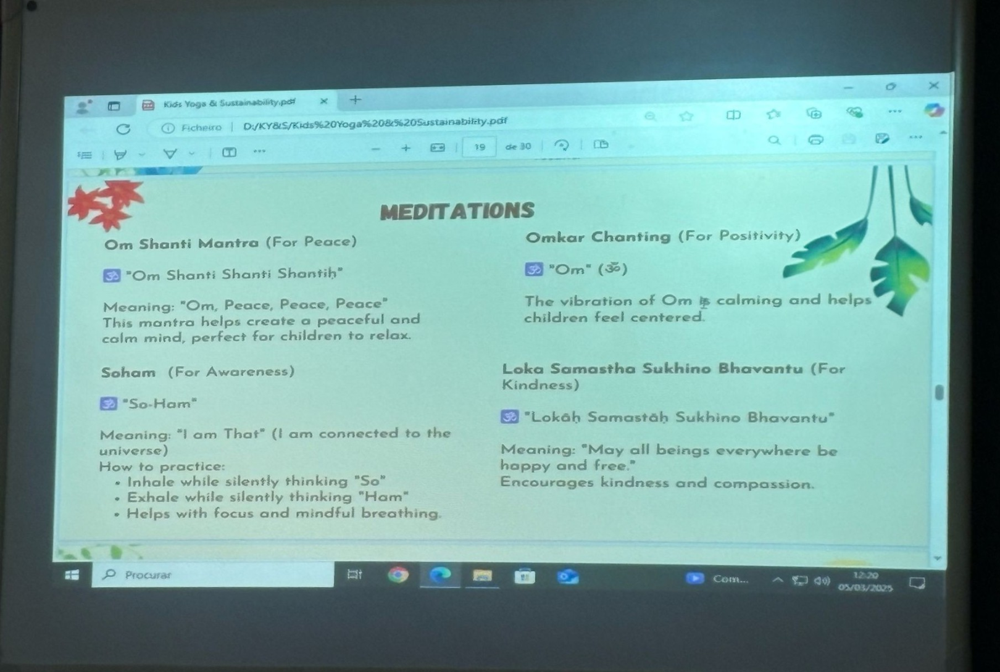 Kids Yoga & Sustainability.pdf
Ficheiro | D:/KY&S/Kids%20Yoga%20&%20Sustainability.pdf
19 de 30
MEDITATIONS
Om Shanti Mantra (For Peace)
🕉 "Om Shanti Shanti Shantiḥ"
Meaning: "Om, Peace, Peace, Peace"
This mantra helps create a peaceful and
calm mind, perfect for children to relax.
Soham (For Awareness)
🕉 "So-Ham"
Meaning: "I am That" (I am connected to the
universe)
How to practice:
• Inhale while silently thinking "So"
• Exhale while silently thinking "Ham"
• Helps with focus and mindful breathing.
Omkar Chanting (For Positivity)
🕉 "Om" (ॐ)
The vibration of Om is calming and helps
children feel centered.
Loka Samastha Sukhino Bhavantu (For
Kindness)
🕉 "Lokāḥ Samastāḥ Sukhino Bhavantu"
Meaning: "May all beings everywhere be
happy and free."
Encourages kindness and compassion.
Procurar
Com...
12:20
05/03/2025